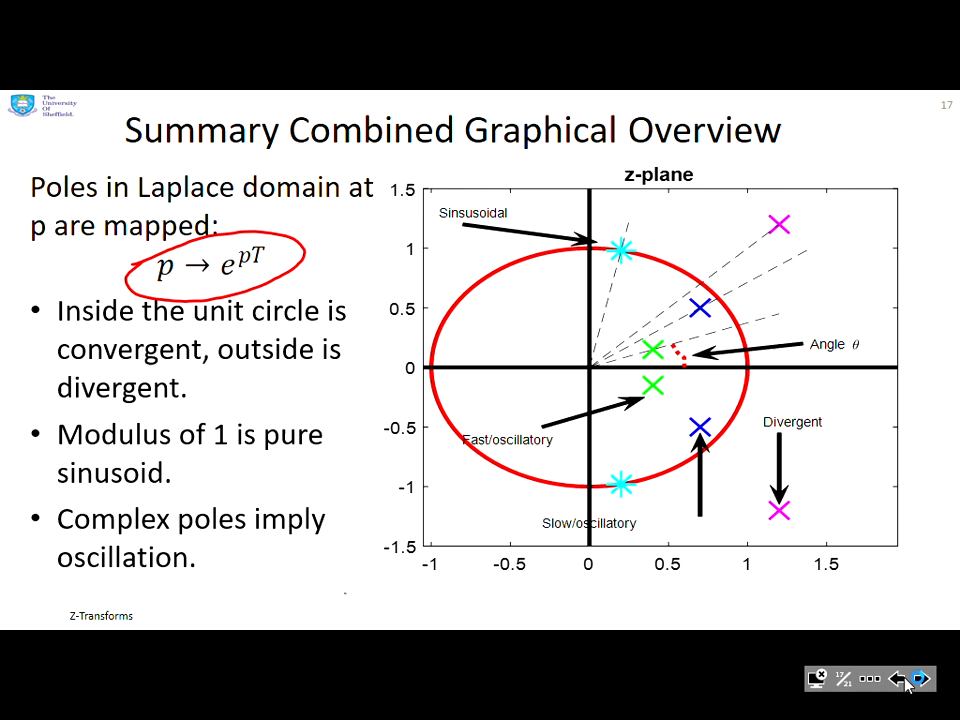 The
University
Of
Sheffield.
17
Summary Combined Graphical Overview
Poles in Laplace domain at
p are mapped:
p → e^{pT}
• Inside the unit circle is
convergent, outside is
divergent.
• Modulus of 1 is pure
sinusoid.
• Complex poles imply
oscillation.
z-plane
1.5
1
0.5
0
-0.5
-1
-1.5
-1
-0.5
0
0.5
1
1.5
Sinsusoidal
Angle θ
Fast/oscillatory
Divergent
Slow/oscillatory
Z-Transforms
17/21